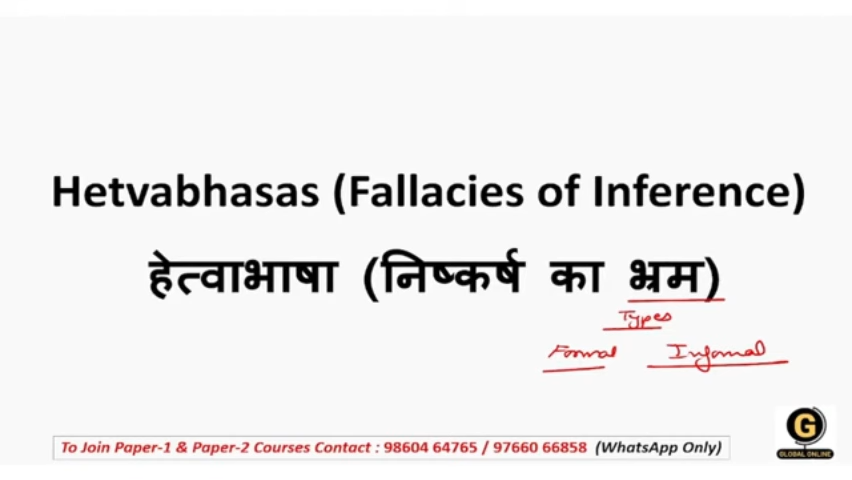 Hetvabhasas (Fallacies of Inference)
हेत्वाभाषा (निष्कर्ष का भ्रम)
Types
Formal Informal
To Join Paper-1 & Paper-2 Courses Contact : 98604 64765 / 97660 66858 (WhatsApp Only)
G
GLOBAL ONLINE